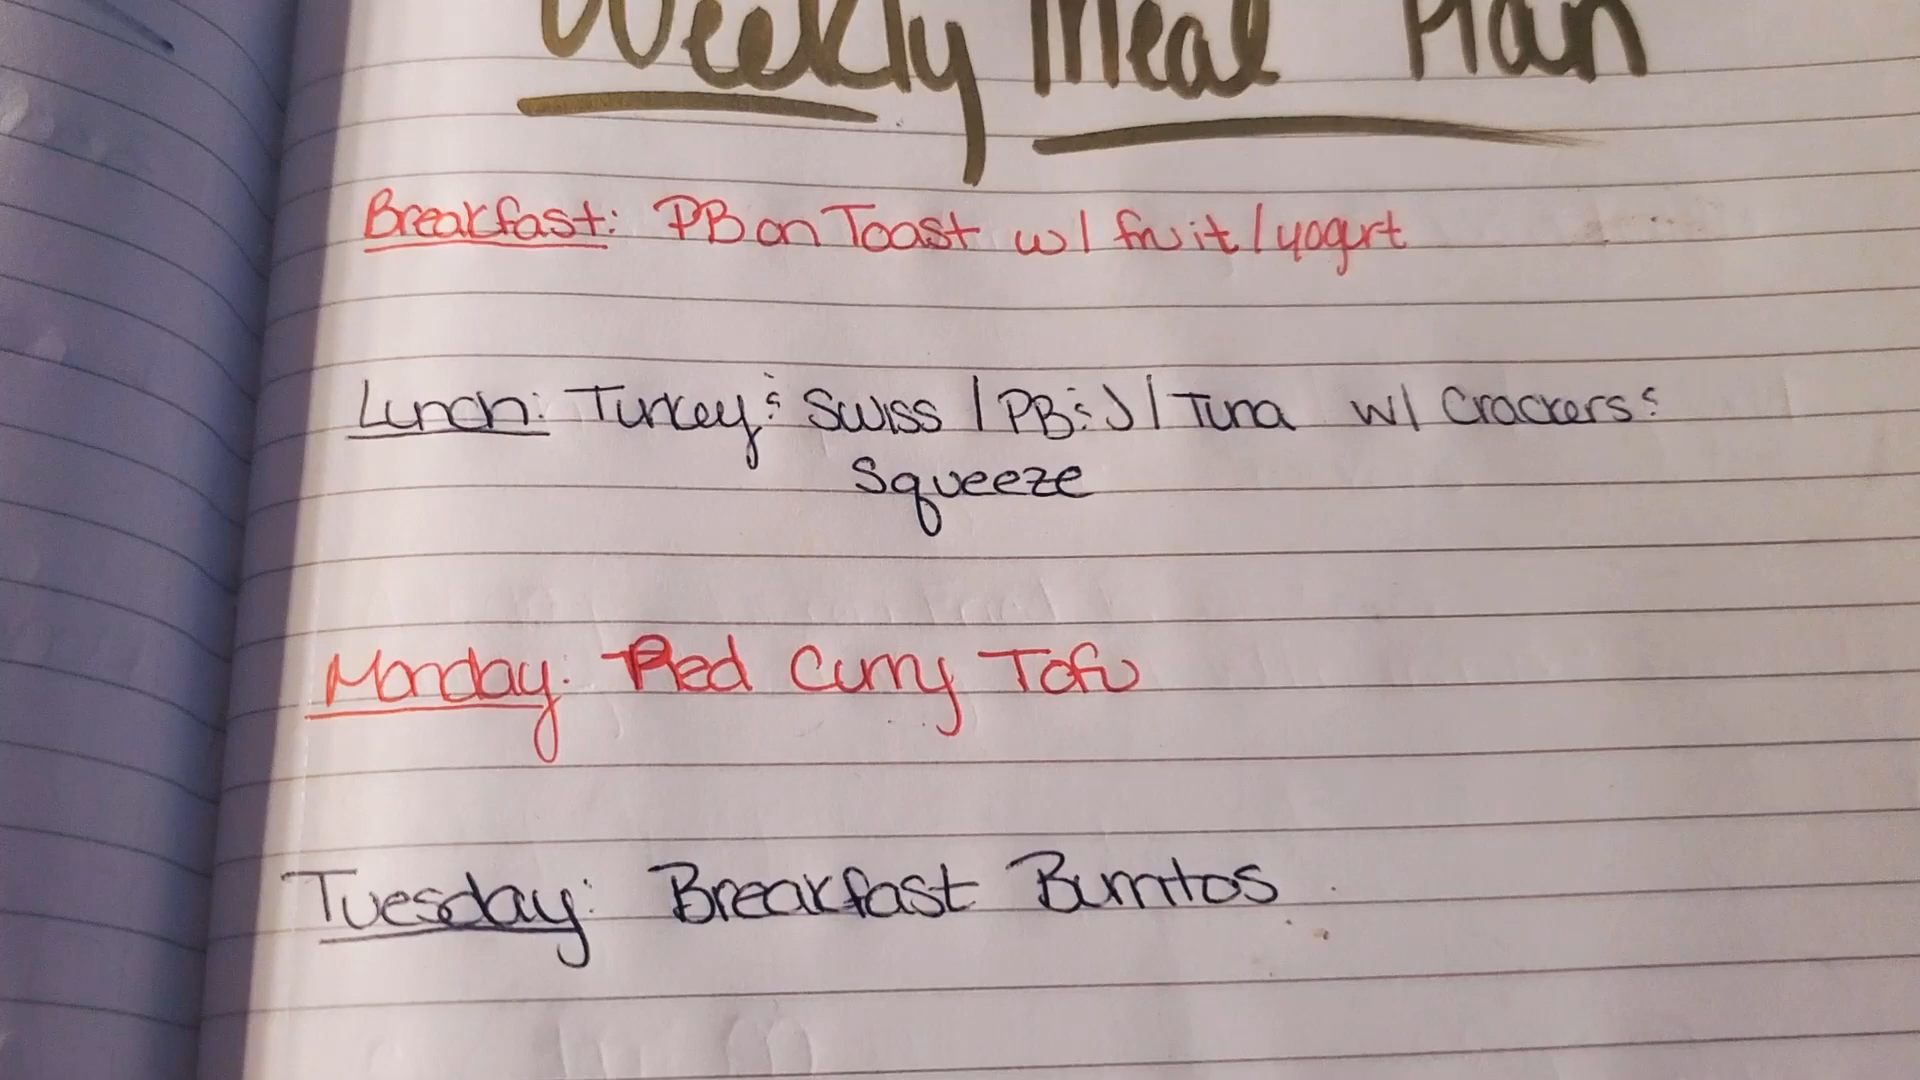 Weekly Meal Plan
Breakfast: PB on Toast w/ fruit/yogurt
Lunch: Turkey & Swiss / PB & J / Tuna w/ Crackers &
Squeeze
Monday: Red Curry Tofu
Tuesday: Breakfast Burritos